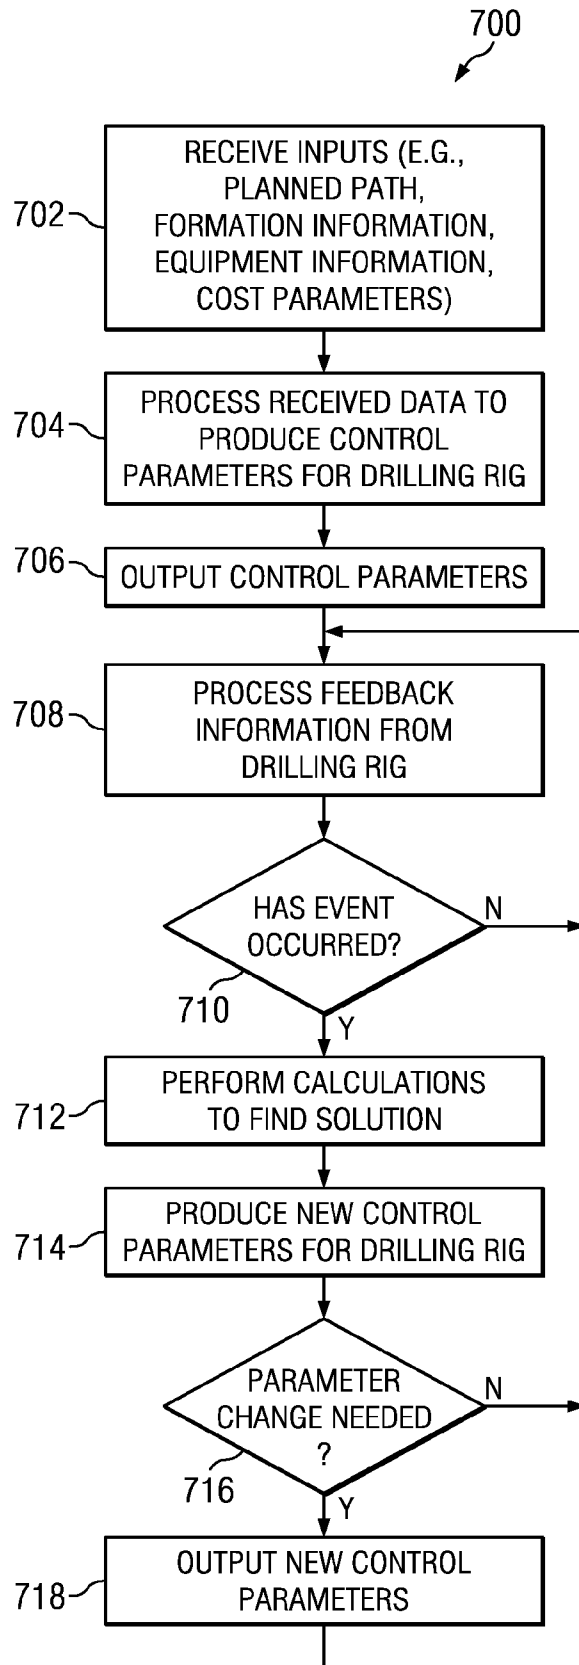 700
702
RECEIVE INPUTS (E.G.,
PLANNED PATH,
FORMATION INFORMATION,
EQUIPMENT INFORMATION,
COST PARAMETERS)
704
PROCESS RECEIVED DATA TO
PRODUCE CONTROL
PARAMETERS FOR DRILLING RIG
706
OUTPUT CONTROL PARAMETERS
708
PROCESS FEEDBACK
INFORMATION FROM
DRILLING RIG
HAS EVENT
OCCURRED?
N
710
Y
712
PERFORM CALCULATIONS
TO FIND SOLUTION
714
PRODUCE NEW CONTROL
PARAMETERS FOR DRILLING RIG
PARAMETER
CHANGE NEEDED
?
N
716
Y
718
OUTPUT NEW CONTROL
PARAMETERS